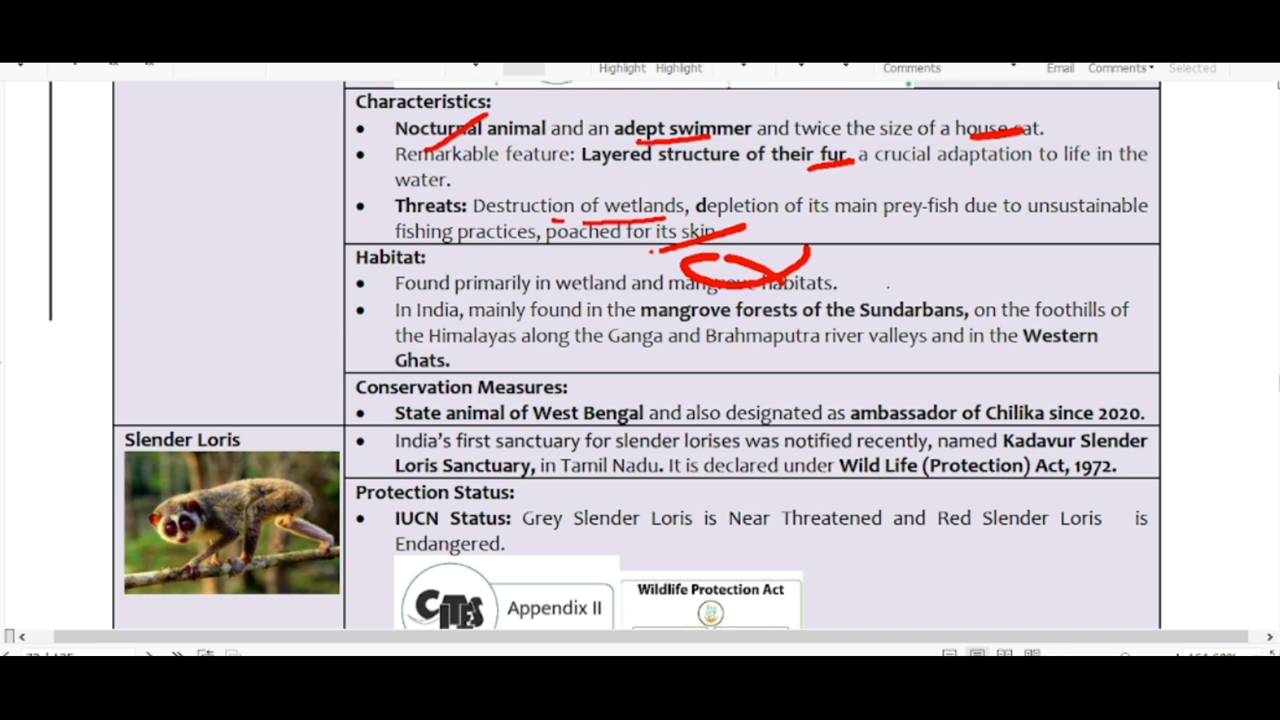 Highlight Highlight Comments Email Comments Selected
Characteristics:
• Nocturnal animal and an adept swimmer and twice the size of a house cat.
• Remarkable feature: Layered structure of their fur, a crucial adaptation to life in the
water.
• Threats: Destruction of wetlands, depletion of its main prey-fish due to unsustainable
fishing practices, poached for its skin
Habitat:
• Found primarily in wetland and mangrove habitats.
• In India, mainly found in the mangrove forests of the Sundarbans, on the foothills of
the Himalayas along the Ganga and Brahmaputra river valleys and in the Western
Ghats.
Conservation Measures:
• State animal of West Bengal and also designated as ambassador of Chilika since 2020.
Slender Loris
• India's first sanctuary for slender lorises was notified recently, named Kadavur Slender
Loris Sanctuary, in Tamil Nadu. It is declared under Wild Life (Protection) Act, 1972.
Protection Status:
• IUCN Status: Grey Slender Loris is Near Threatened and Red Slender Loris is
Endangered.
CITES Appendix II
Wildlife Protection Act